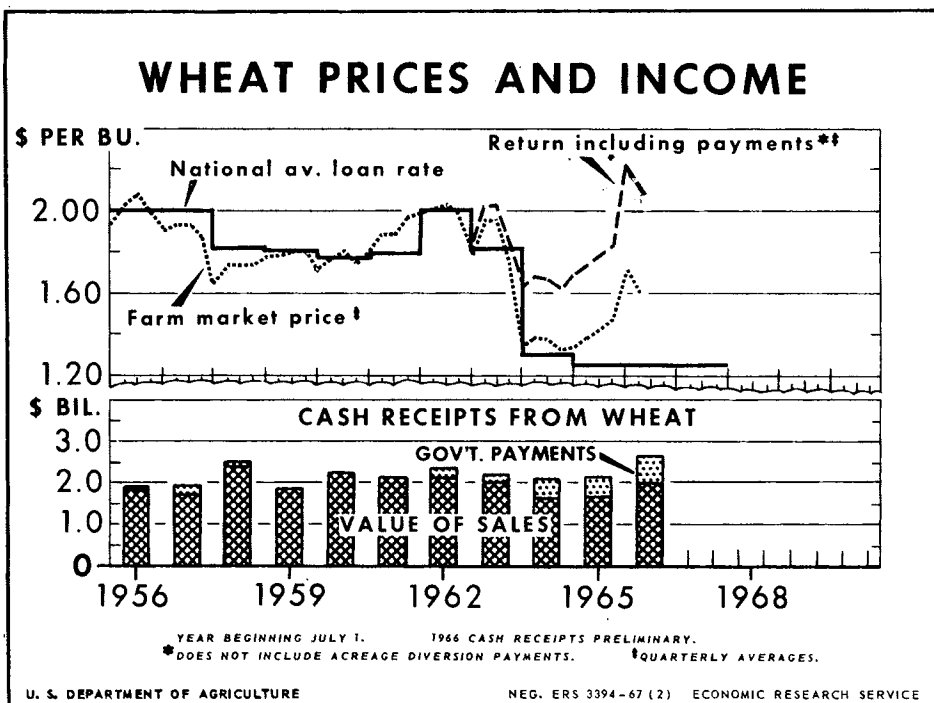 WHEAT PRICES AND INCOME
$ PER BU.
Return including payments*‡
National av. loan rate
2.00
1.60
Farm market price‡
1.20
$ BIL.
CASH RECEIPTS FROM WHEAT
3.0
GOV'T. PAYMENTS
2.0
1.0
VALUE OF SALES
0
1956 1959 1962 1965 1968
YEAR BEGINNING JULY 1. 1966 CASH RECEIPTS PRELIMINARY.
*DOES NOT INCLUDE ACREAGE DIVERSION PAYMENTS. ‡QUARTERLY AVERAGES.
U. S. DEPARTMENT OF AGRICULTURE NEG. ERS 3394-67 (2) ECONOMIC RESEARCH SERVICE